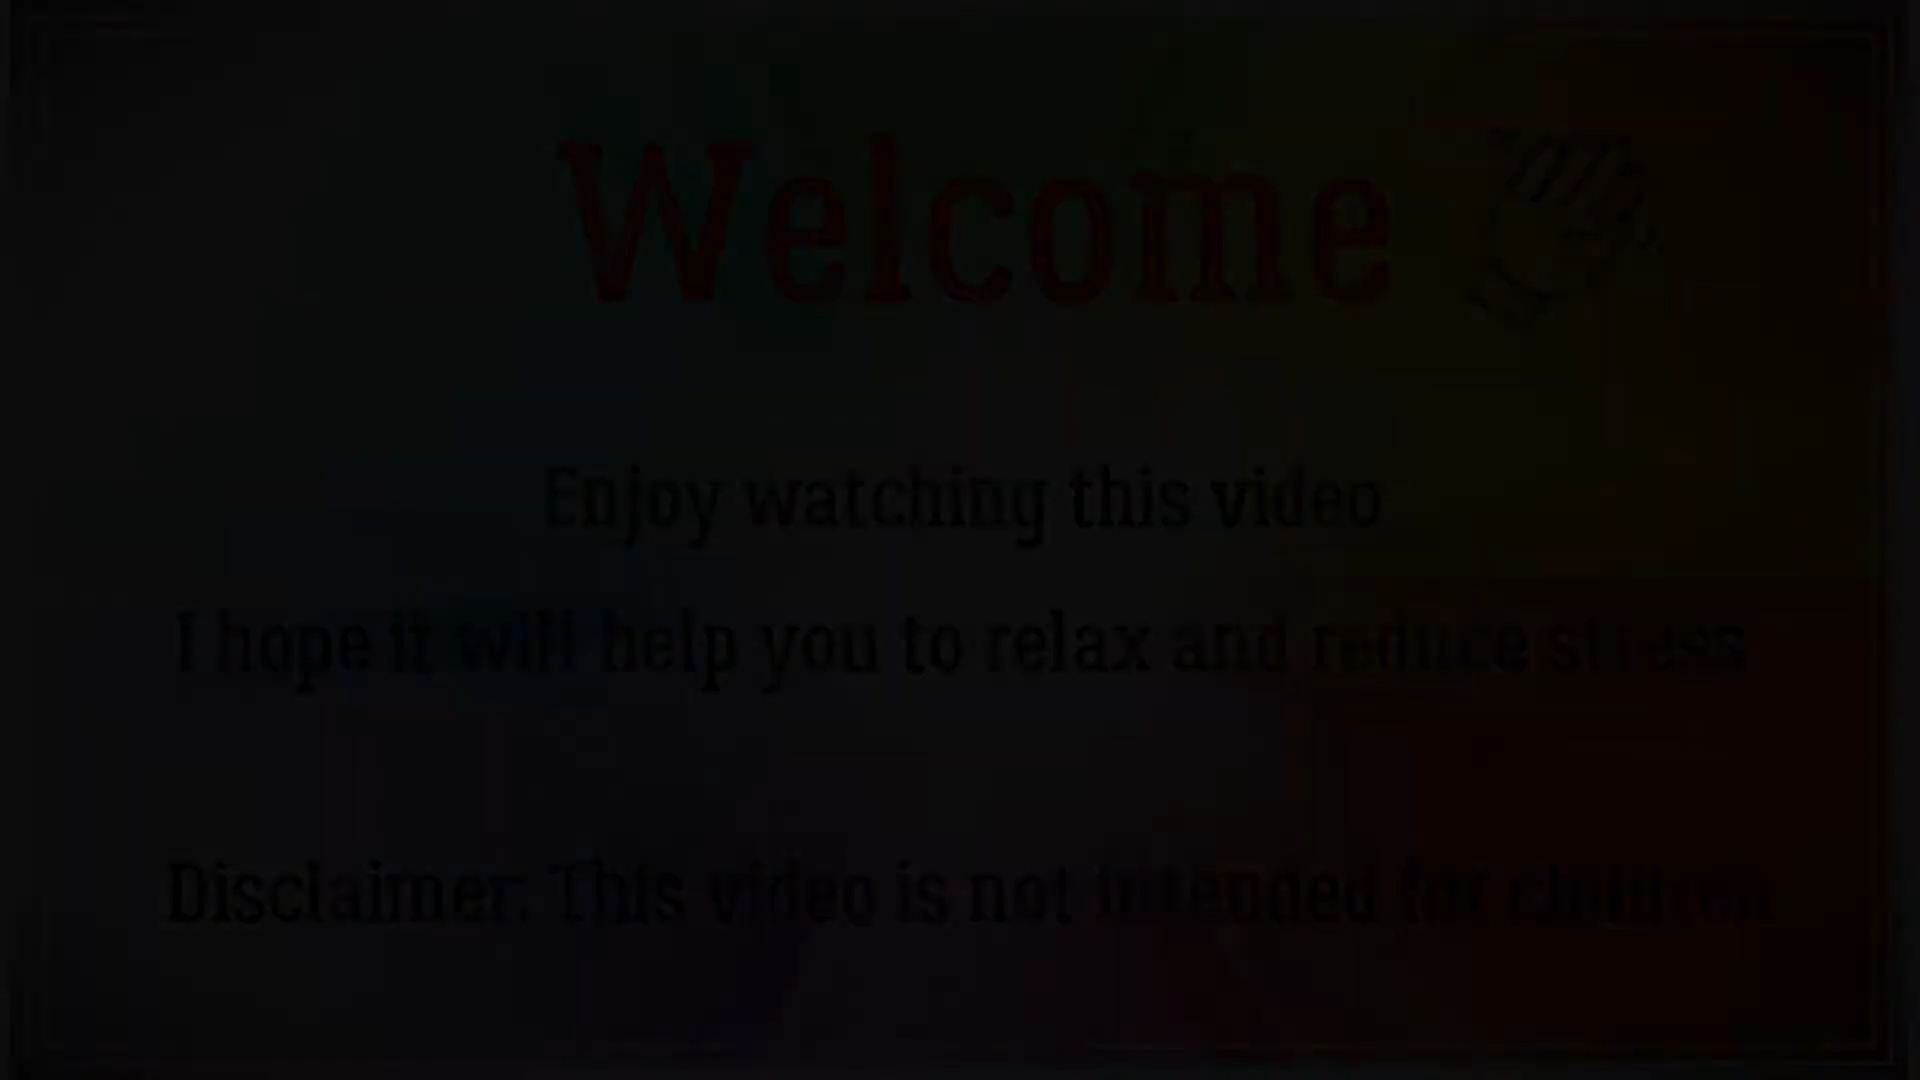 Welcome
Enjoy watching this video
I hope it will help you to relax and reduce stress
Disclaimer: This video is not intended for children